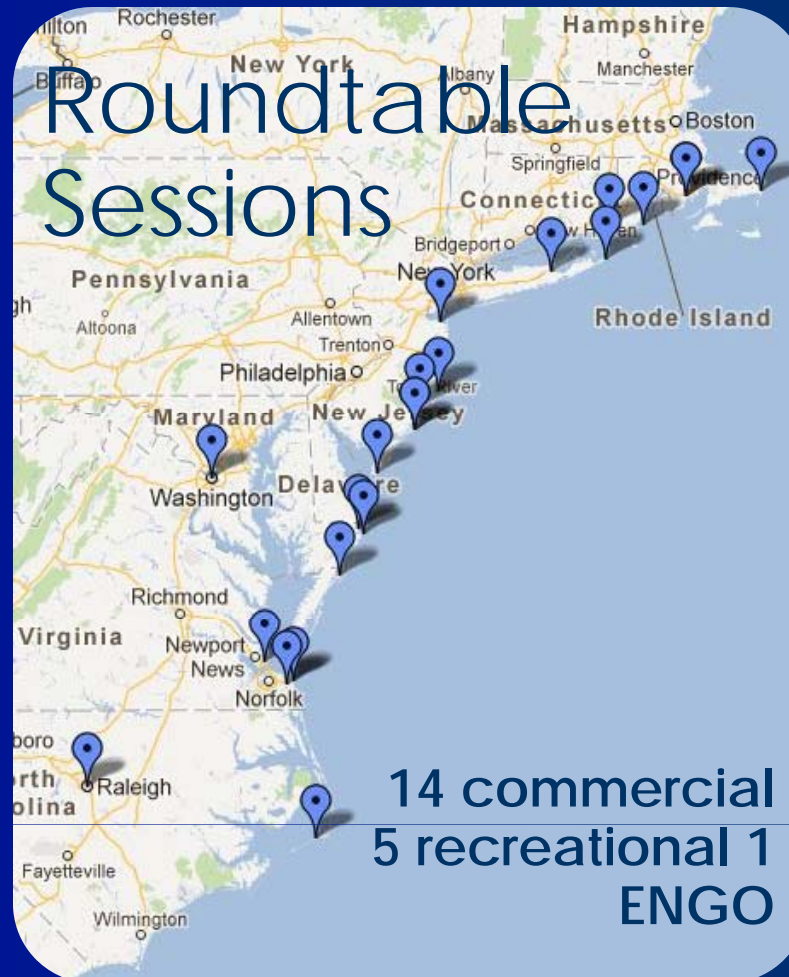 Roundtable
Sessions
14 commercial
5 recreational 1
ENGO
Rochester
Hampshire
New York
Albany
Manchester
Massachusetts
Boston
Springfield
Providence
Bridgeport
New York
Pennsylvania
Altoona
Allentown
Rhode Island
Trenton
Philadelphia
Maryland
New Jersey
Washington
Richmond
Virginia
Newport
News
Norfolk
Raleigh
Fayetteville
Wilmington